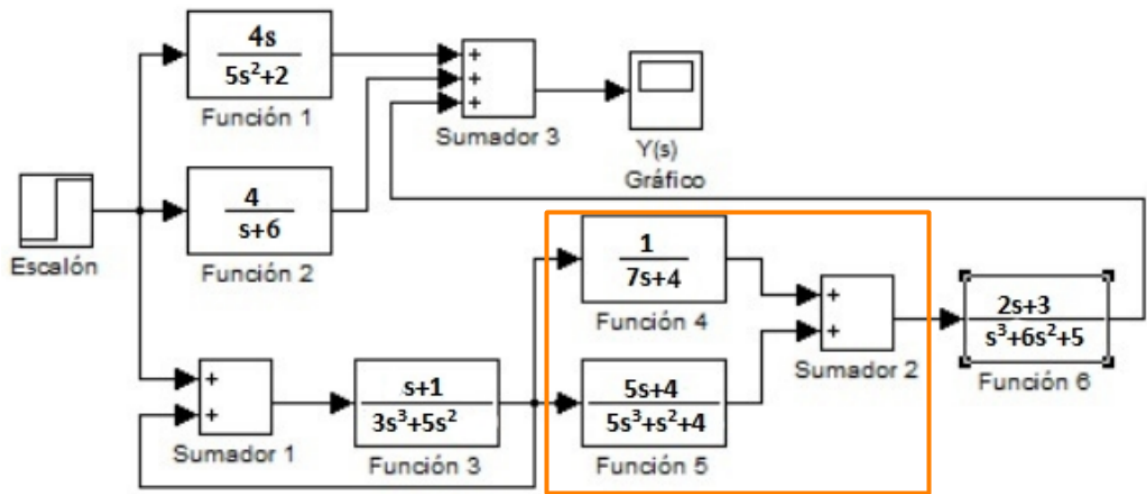 4s
5s²+2
Función 1
+
+
+
Sumador 3
Y(s)
Gráfico
Escalón
4
s+6
Función 2
1
7s+4
Función 4
+
+
Sumador 2
2s+3
s³+6s²+5
Función 6
+
+
Sumador 1
s+1
3s³+5s²
Función 3
5s+4
5s³+s²+4
Función 5